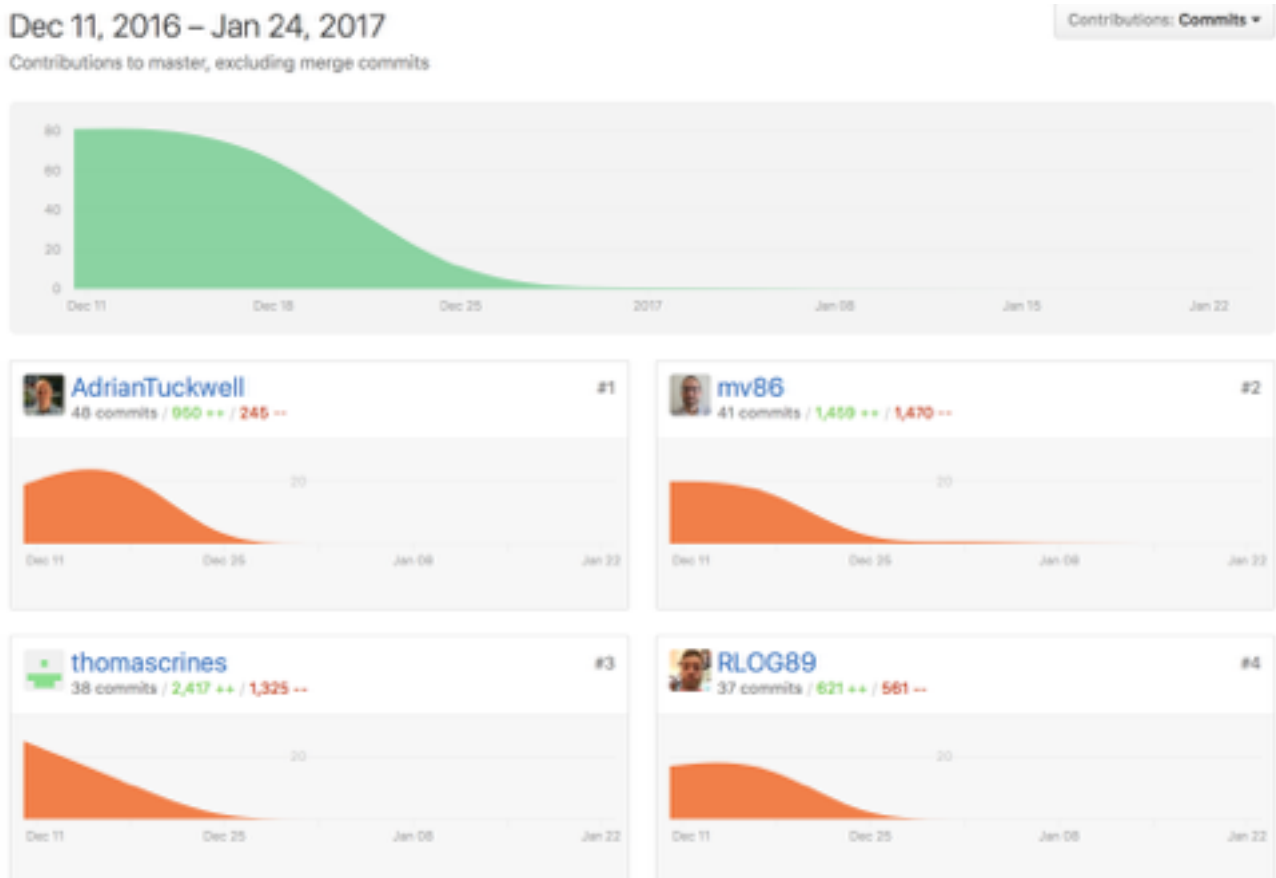 Dec 11, 2016 – Jan 24, 2017
Contributions: Commits
Contributions to master, excluding merge commits
80
60
40
20
0
Dec 11 Dec 18 Dec 25 2017 Jan 08 Jan 15 Jan 22
AdrianTuckwell #1
48 commits / 950 ++ / 245 --
20
Dec 11 Dec 25 Jan 08 Jan 22
mv86 #2
41 commits / 1,459 ++ / 1,470 --
20
Dec 11 Dec 25 Jan 08 Jan 22
thomascrines #3
38 commits / 2,417 ++ / 1,325 --
20
Dec 11 Dec 25 Jan 08 Jan 22
RLOG89 #4
37 commits / 621 ++ / 561 --
20
Dec 11 Dec 25 Jan 08 Jan 22